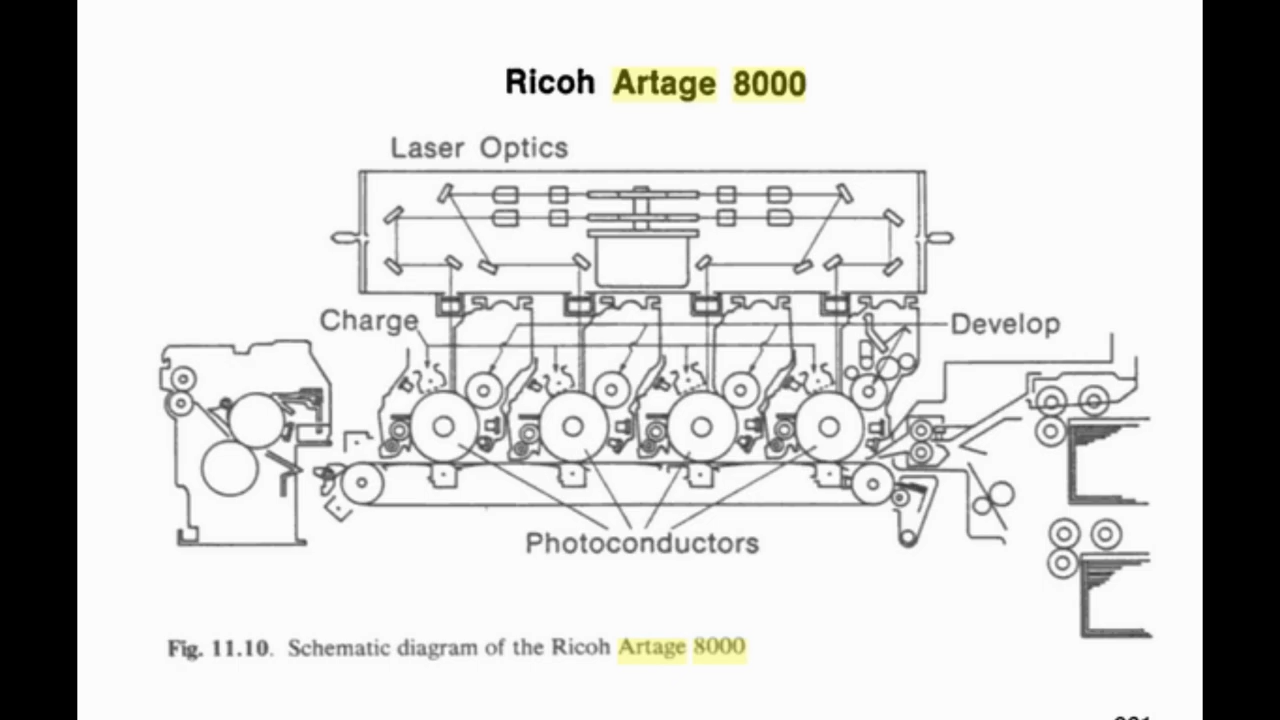 Ricoh Artage 8000
Laser Optics
Charge
Develop
Photoconductors
Fig. 11.10. Schematic diagram of the Ricoh Artage 8000